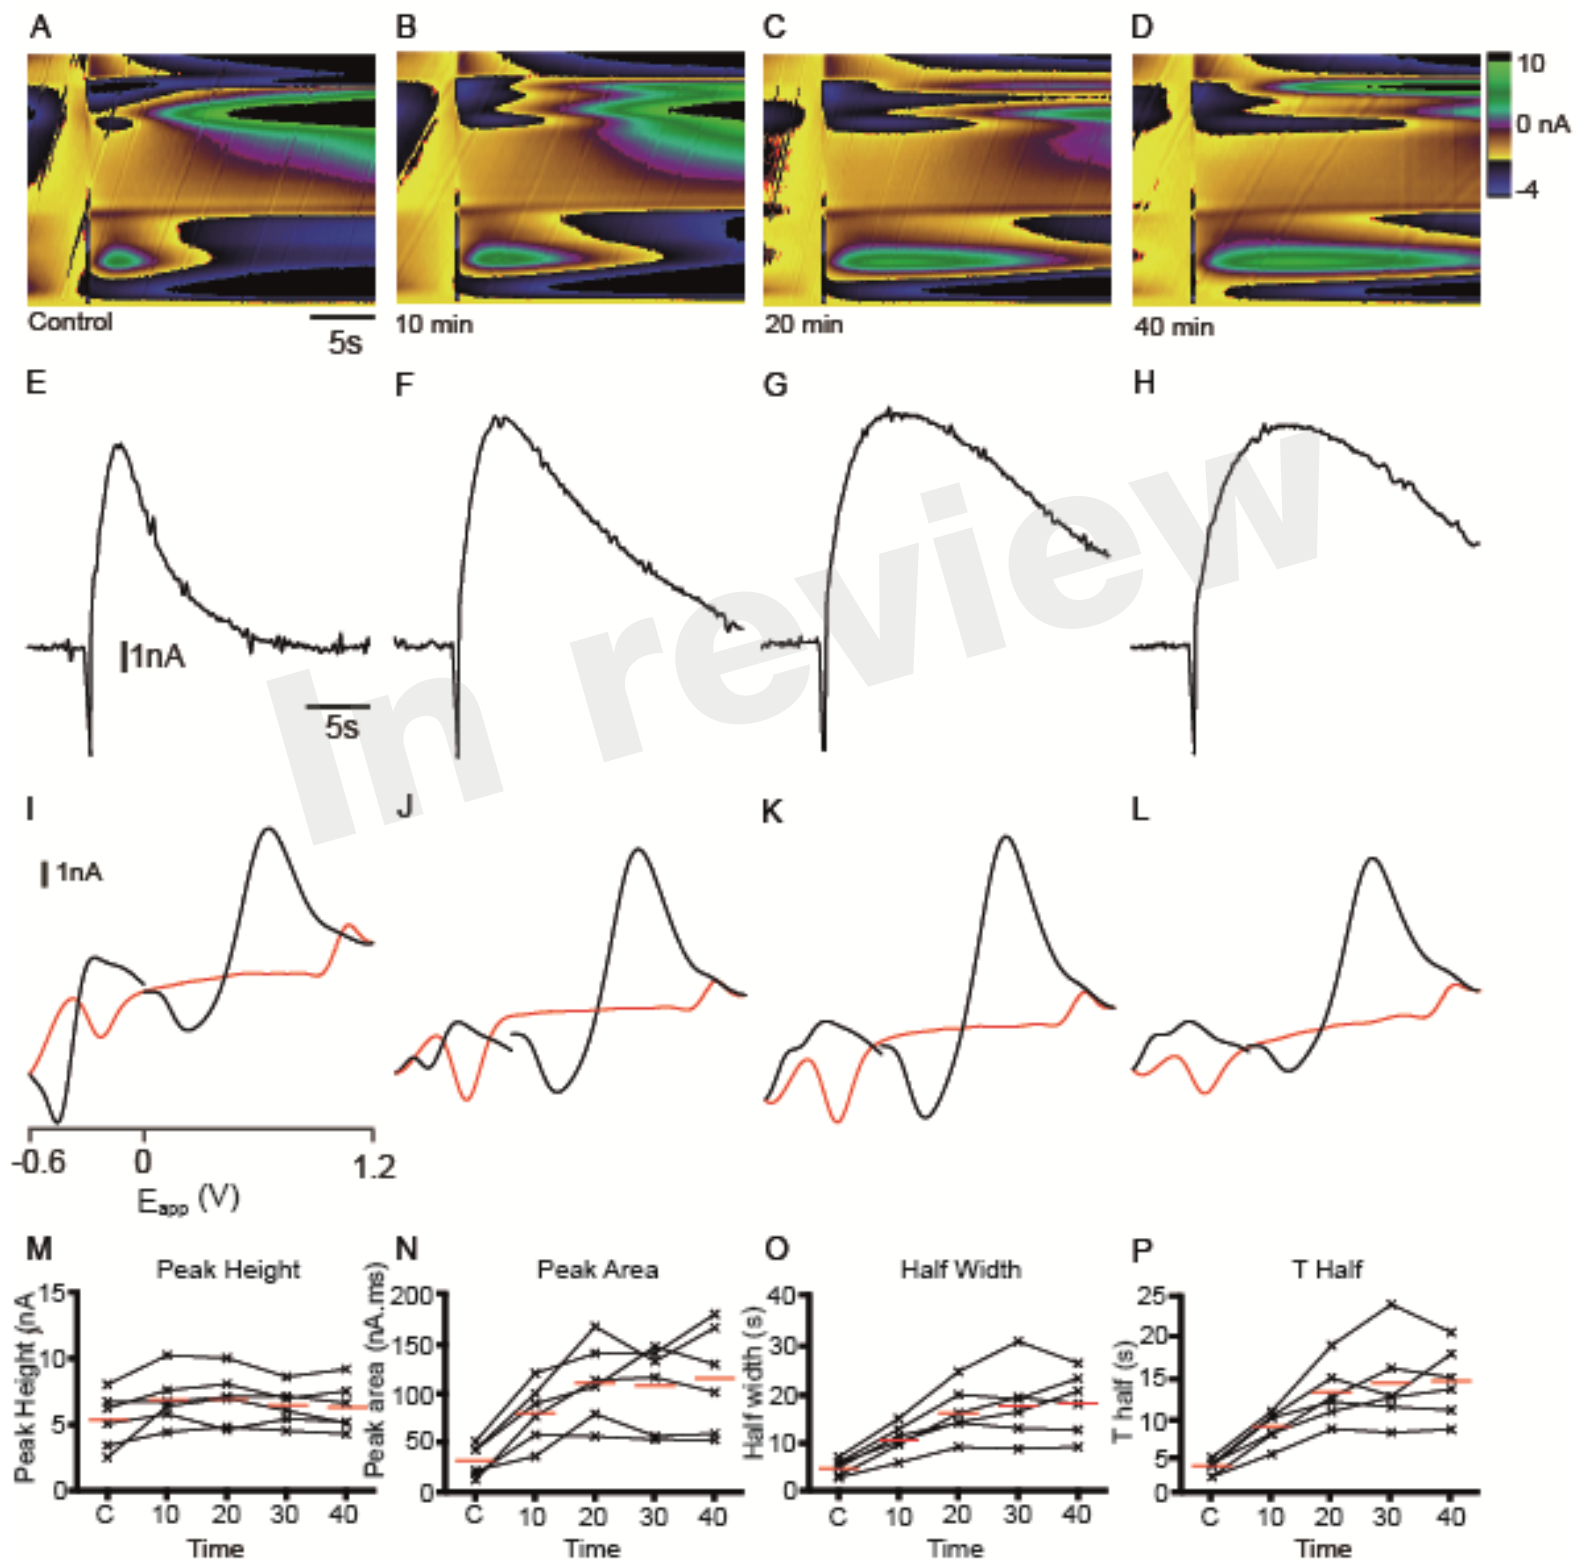 A B C D
10
0 nA
-4
Control 10 min 20 min 40 min
5s
E F G H
1nA
5s
In review
I J K L
1nA
-0.6 0 1.2
Eapp (V)
M N O P
Peak Height Peak Area Half Width T Half
Peak Height (nA
15
10
5
0
C 10 20 30 40
Time
Peak area (nA.ms)
200
150
100
50
0
C 10 20 30 40
Time
Half width (s)
40
30
20
10
0
C 10 20 30 40
Time
T half (s)
25
20
15
10
5
0
C 10 20 30 40
Time